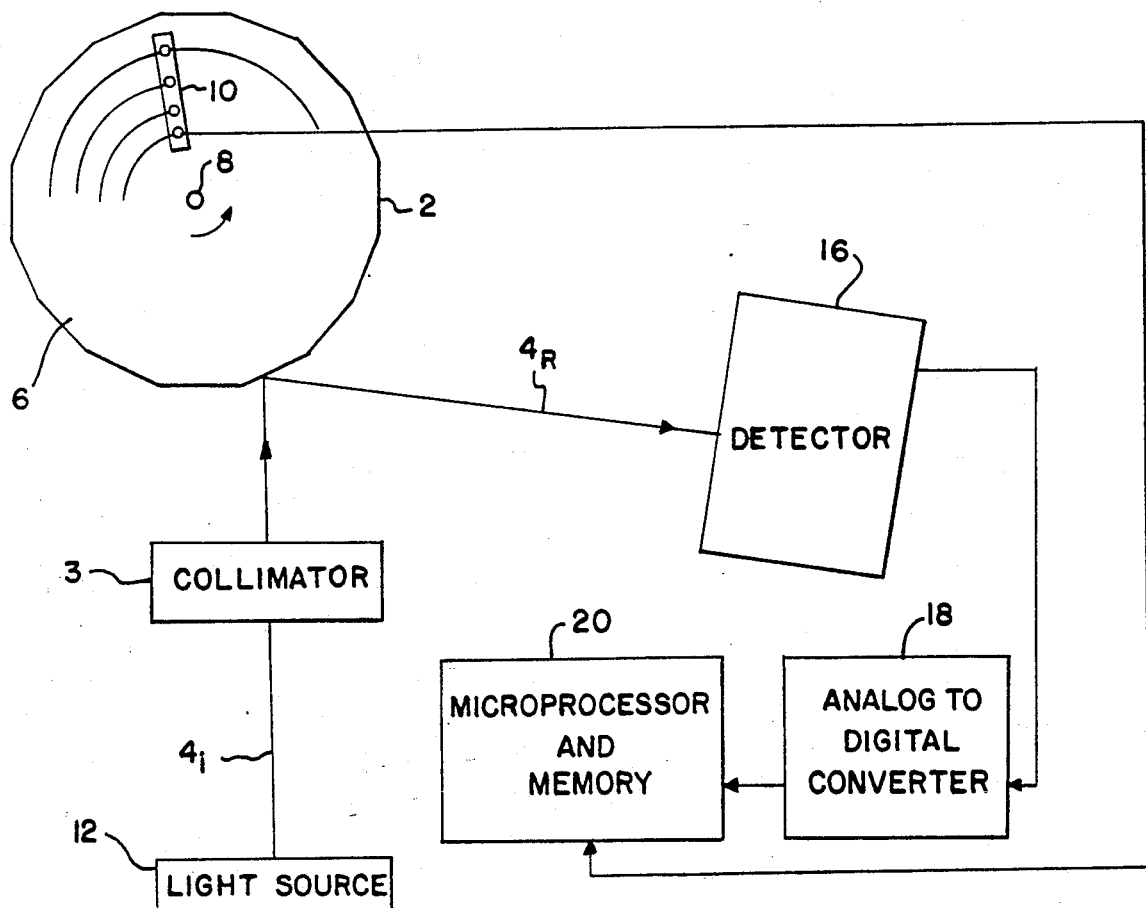 10
8
2
16
6
4R
DETECTOR
3
COLLIMATOR
20
18
MICROPROCESSOR
AND
MEMORY
ANALOG TO
DIGITAL
CONVERTER
4i
12
LIGHT SOURCE